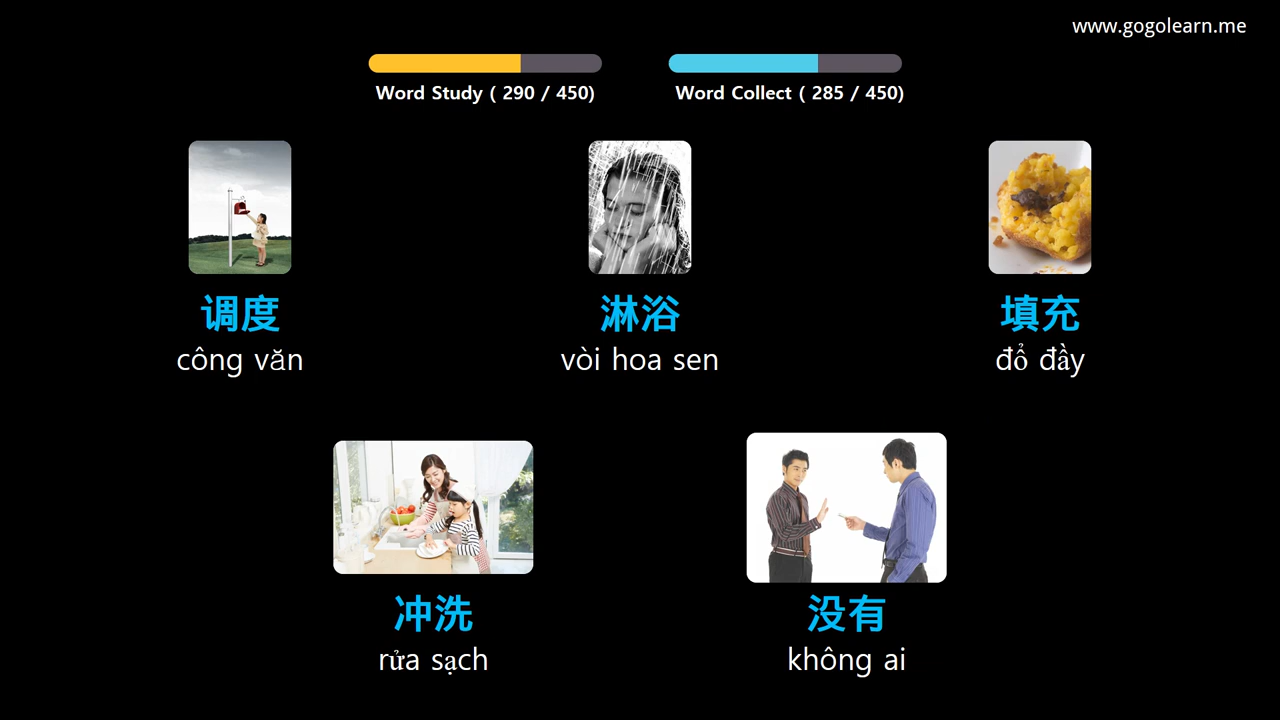 www.gogolearn.me
Word Study ( 290 / 450)
Word Collect ( 285 / 450)
调度
công văn
淋浴
vòi hoa sen
填充
đổ đầy
冲洗
rửa sạch
没有
không ai